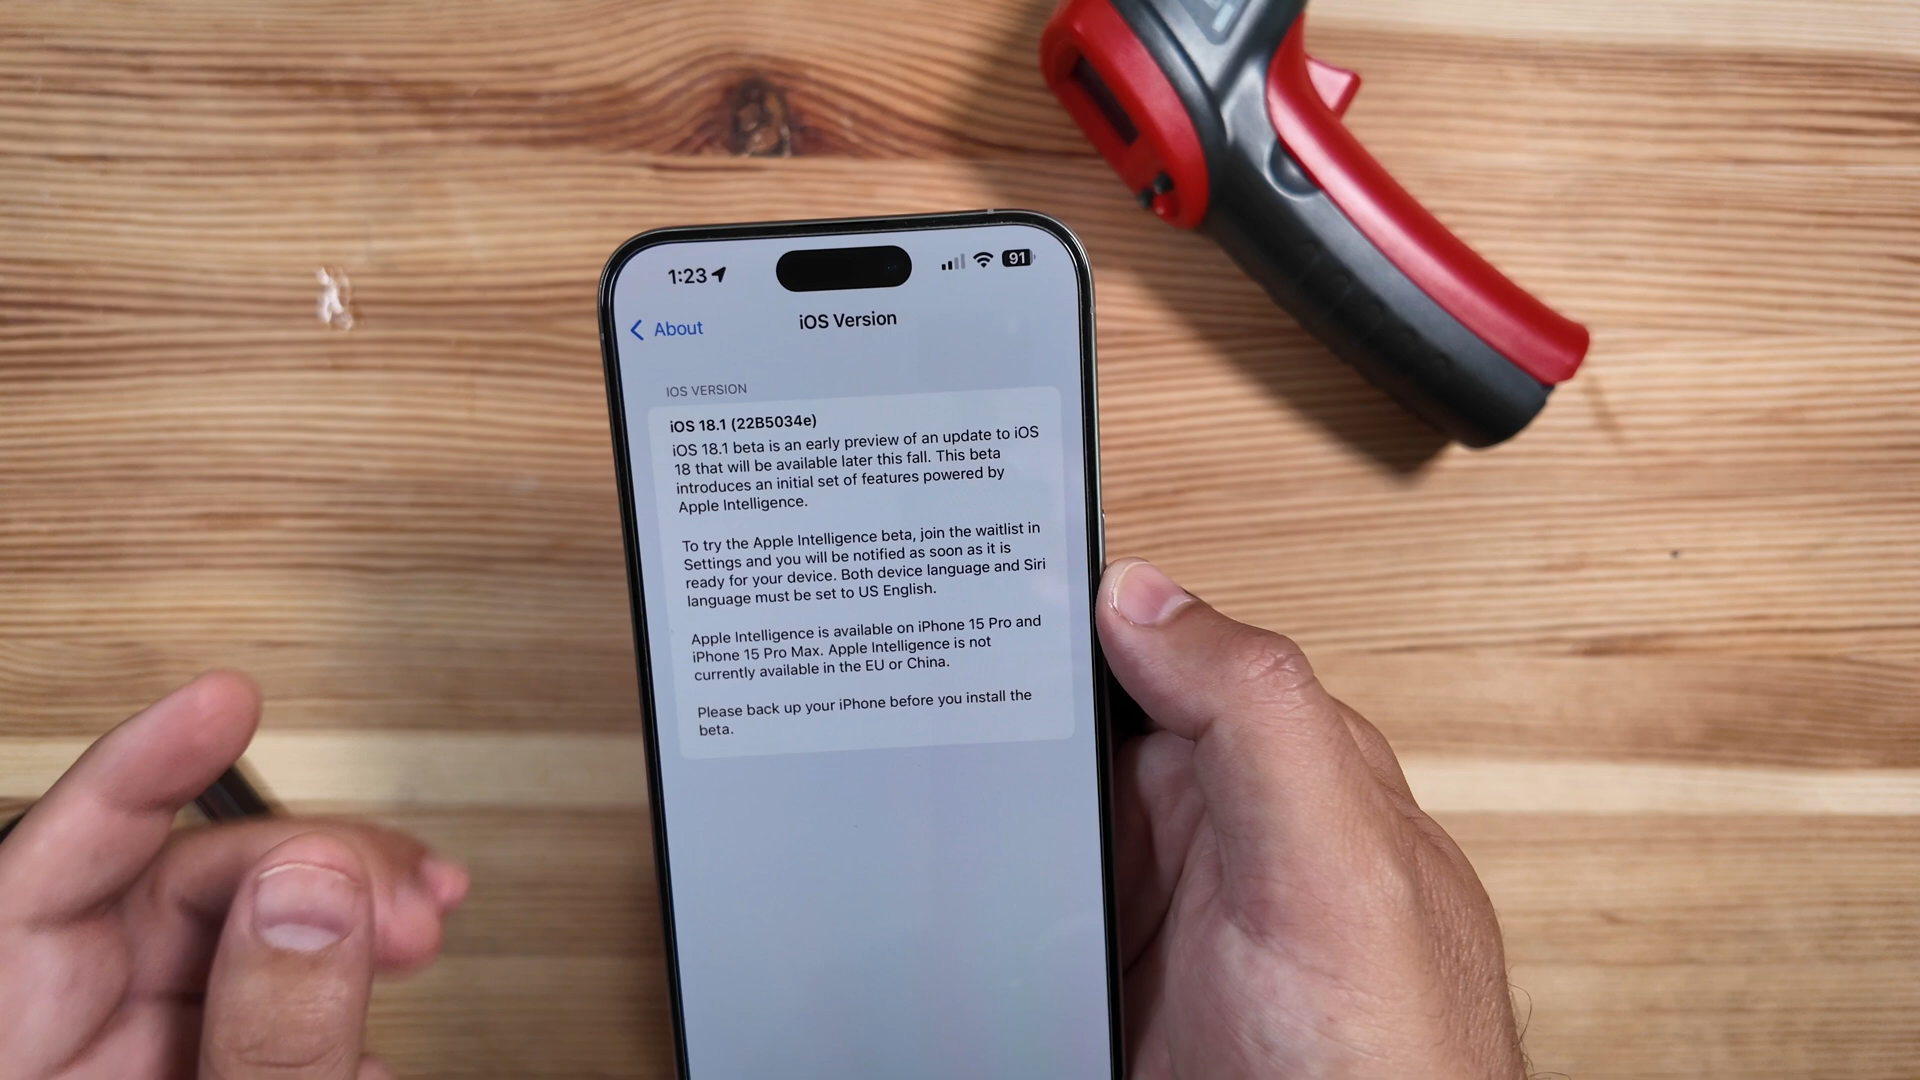 1:23
91
About
iOS Version
IOS VERSION
iOS 18.1 (22B5034e)
iOS 18.1 beta is an early preview of an update to iOS
18 that will be available later this fall. This beta
introduces an initial set of features powered by
Apple Intelligence.
To try the Apple Intelligence beta, join the waitlist in
Settings and you will be notified as soon as it is
ready for your device. Both device language and Siri
language must be set to US English.
Apple Intelligence is available on iPhone 15 Pro and
iPhone 15 Pro Max. Apple Intelligence is not
currently available in the EU or China.
Please back up your iPhone before you install the
beta.